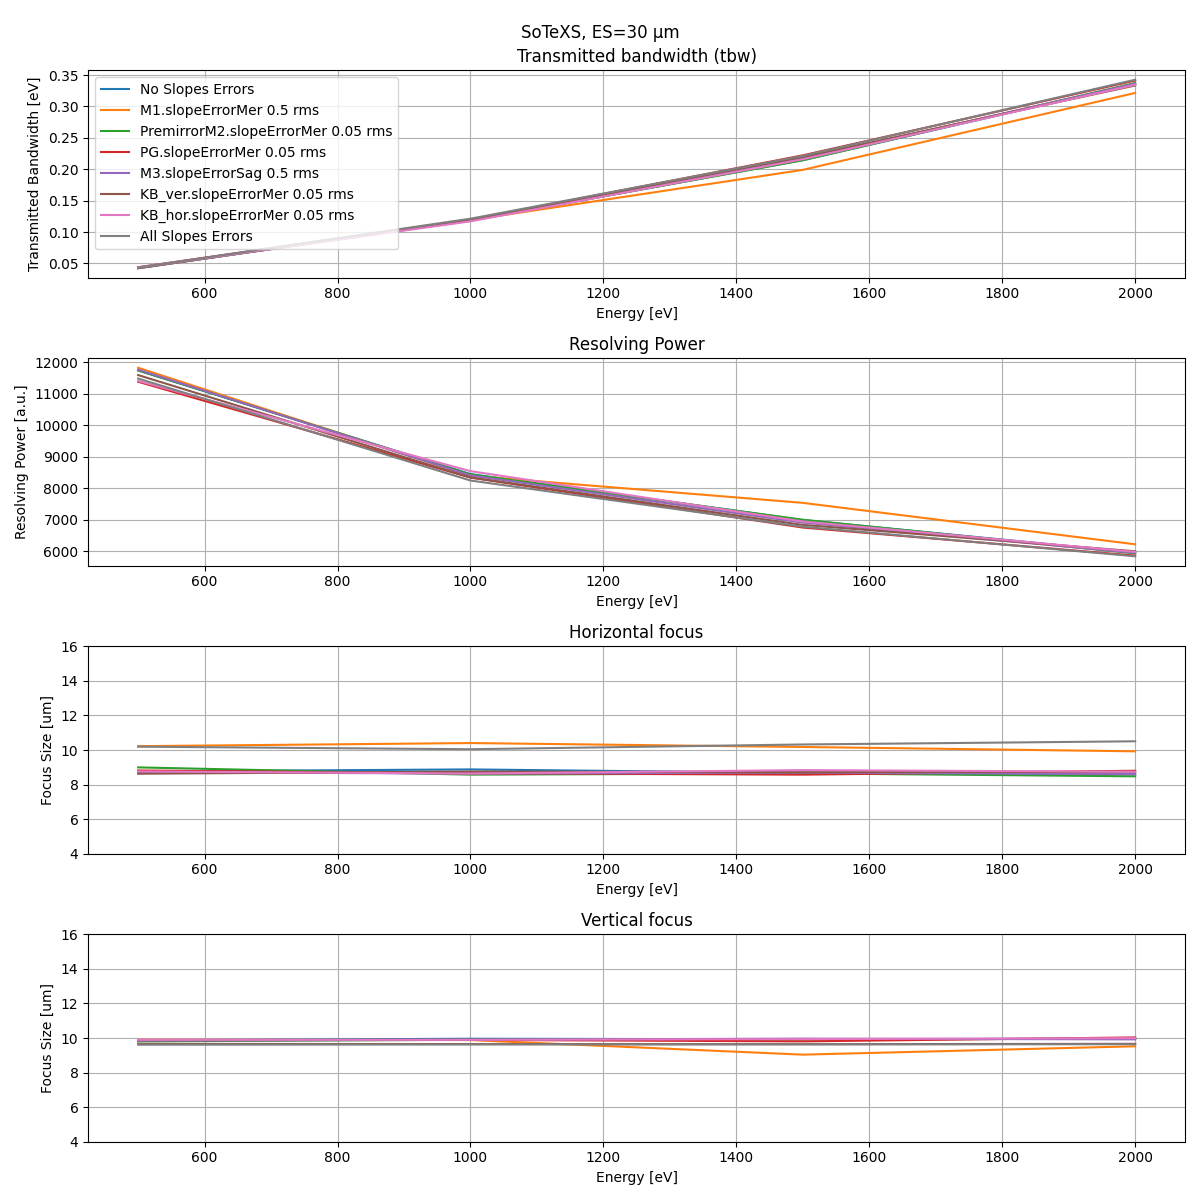 SoTeXS, ES=30 μm
Transmitted bandwidth (tbw)
Transmitted Bandwidth [eV]
0.35
0.30
0.25
0.20
0.15
0.10
0.05
No Slopes Errors
M1.slopeErrorMer 0.5 rms
PremirrorM2.slopeErrorMer 0.05 rms
PG.slopeErrorMer 0.05 rms
M3.slopeErrorSag 0.5 rms
KB_ver.slopeErrorMer 0.05 rms
KB_hor.slopeErrorMer 0.05 rms
All Slopes Errors
600 800 1000 1200 1400 1600 1800 2000
Energy [eV]
Resolving Power
Resolving Power [a.u.]
12000
11000
10000
9000
8000
7000
6000
600 800 1000 1200 1400 1600 1800 2000
Energy [eV]
Horizontal focus
Focus Size [um]
16
14
12
10
8
6
4
600 800 1000 1200 1400 1600 1800 2000
Energy [eV]
Vertical focus
Focus Size [um]
16
14
12
10
8
6
4
600 800 1000 1200 1400 1600 1800 2000
Energy [eV]